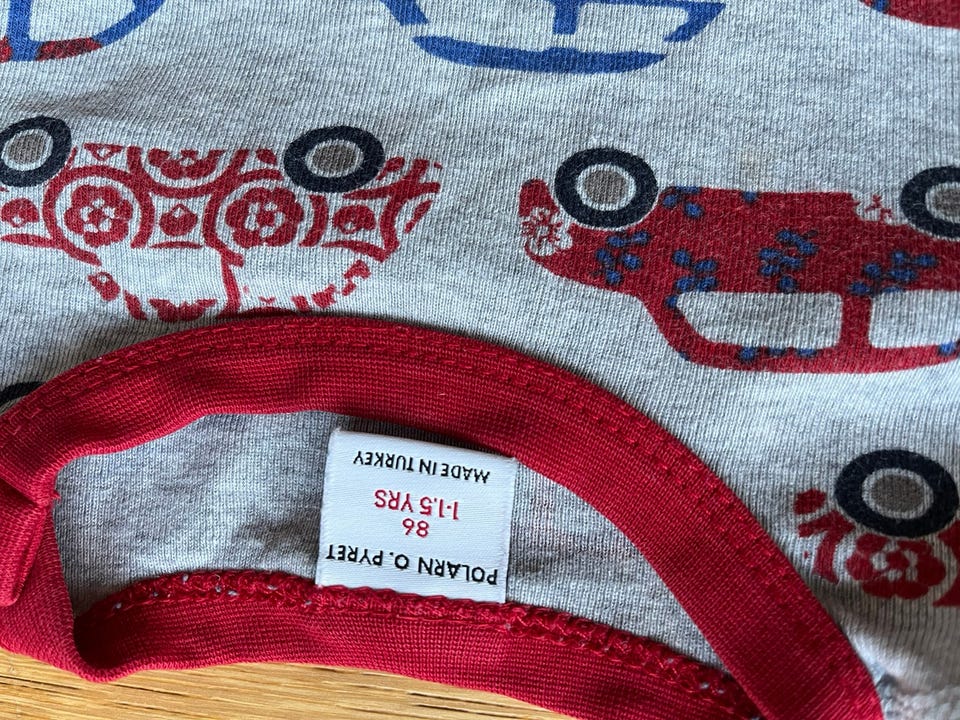 POLARN O. PYRET
86
1-1.5 YRS
MADE IN TURKEY